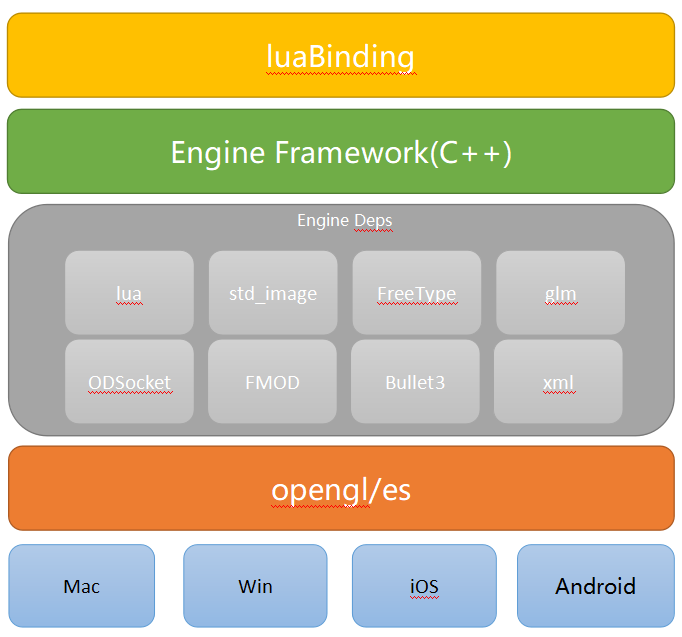 luaBinding
Engine Framework(C++)
Engine Deps
lua
std_image
FreeType
glm
ODSocket
FMOD
Bullet3
xml
opengl/es
Mac
Win
iOS
Android